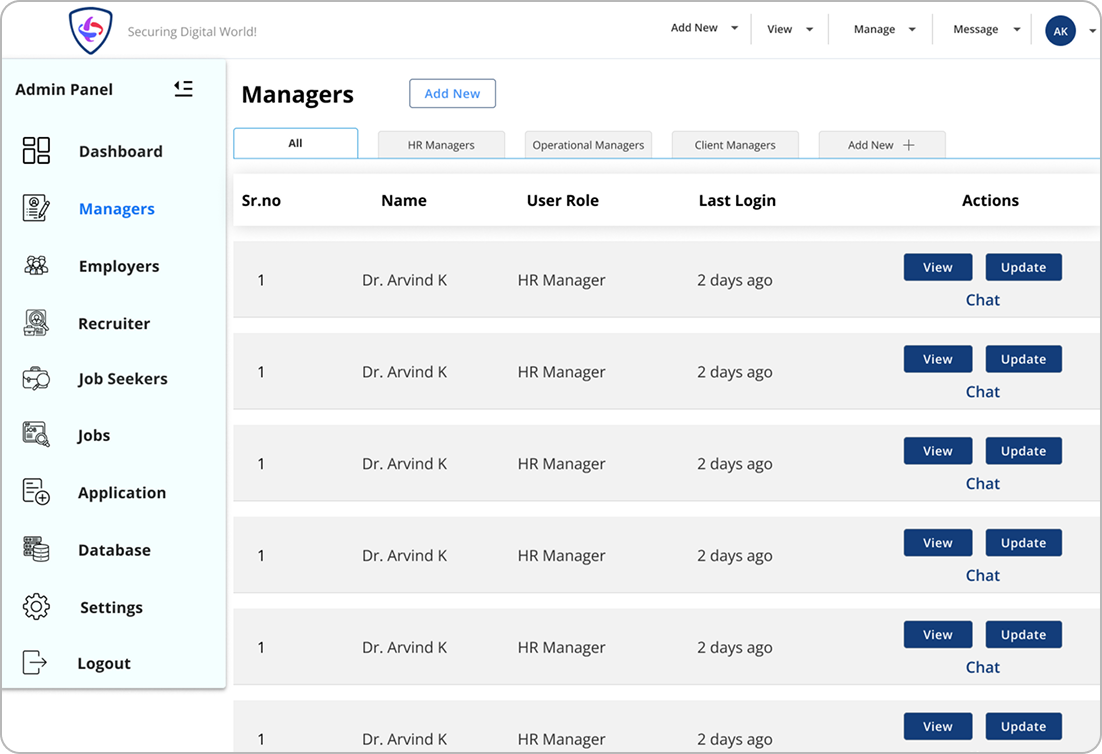 Securing Digital World!
Add New
View
Manage
Message
AK
Admin Panel
Dashboard
Managers
Employers
Recruiter
Job Seekers
Jobs
Application
Database
Settings
Logout
Managers
Add New
All
HR Managers
Operational Managers
Client Managers
Add New
Sr.no Name User Role Last Login Actions
1 Dr. Arvind K HR Manager 2 days ago View Update
Chat
1 Dr. Arvind K HR Manager 2 days ago View Update
Chat
1 Dr. Arvind K HR Manager 2 days ago View Update
Chat
1 Dr. Arvind K HR Manager 2 days ago View Update
Chat
1 Dr. Arvind K HR Manager 2 days ago View Update
Chat
1 Dr. Arvind K HR Manager 2 days ago View Update